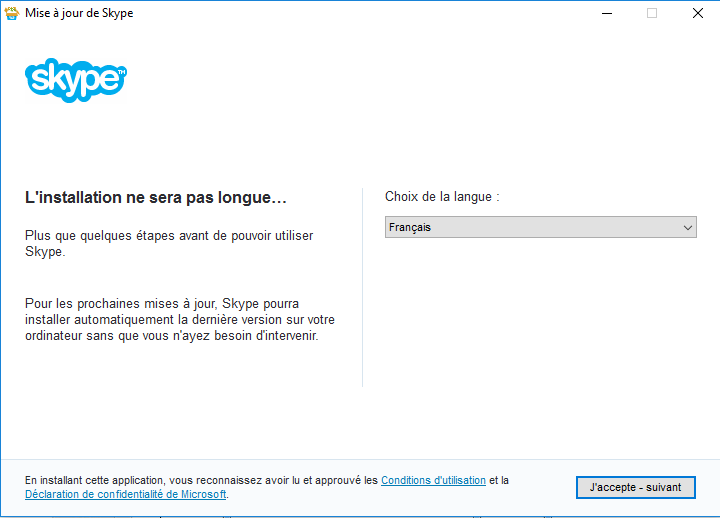 Mise à jour de Skype
skype™
L'installation ne sera pas longue…
Plus que quelques étapes avant de pouvoir utiliser
Skype.
Pour les prochaines mises à jour, Skype pourra
installer automatiquement la dernière version sur votre
ordinateur sans que vous n'ayez besoin d'intervenir.
Choix de la langue :
Français
En installant cette application, vous reconnaissez avoir lu et approuvé les Conditions d'utilisation et la
Déclaration de confidentialité de Microsoft.
J'accepte - suivant